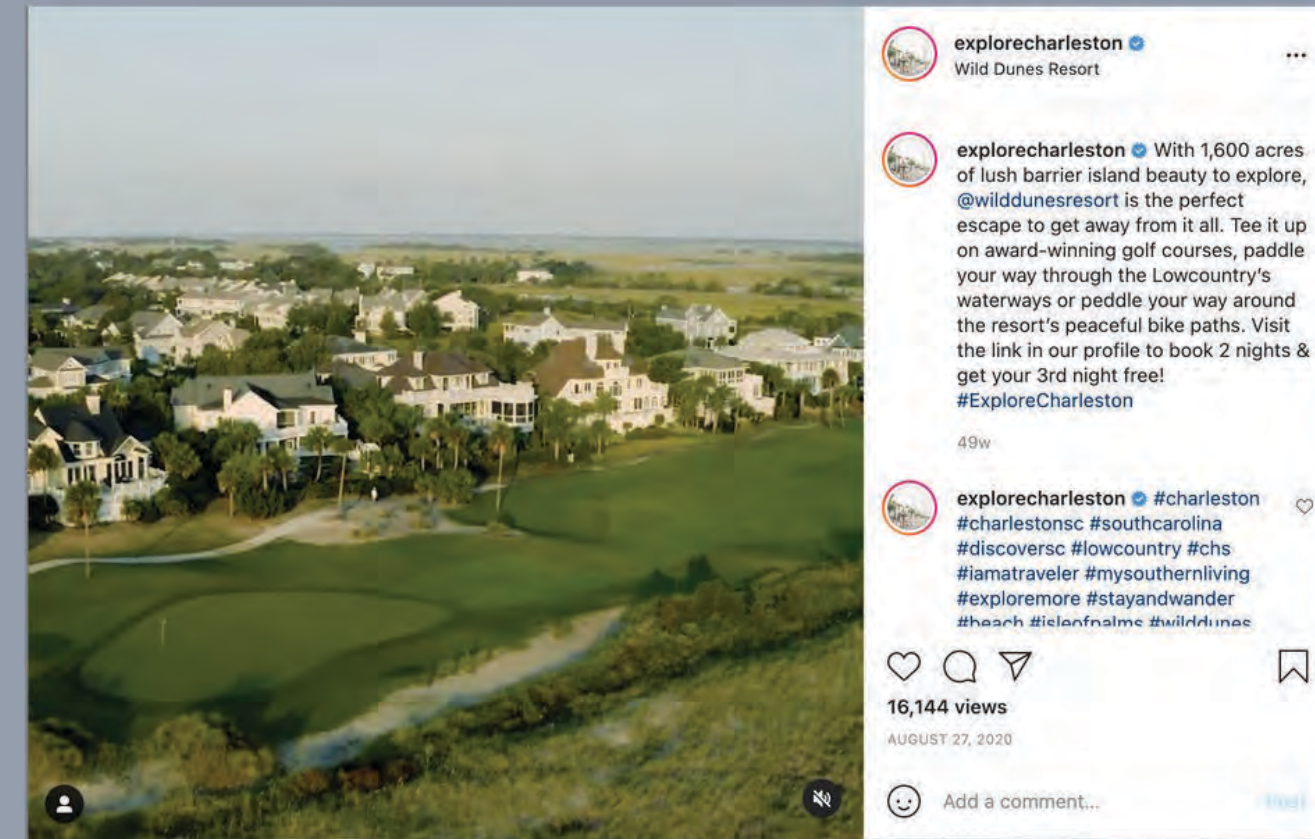 explorecharleston
Wild Dunes Resort
explorecharleston With 1,600 acres
of lush barrier island beauty to explore,
@wilddunesresort is the perfect
escape to get away from it all. Tee it up
on award-winning golf courses, paddle
your way through the Lowcountry's
waterways or peddle your way around
the resort's peaceful bike paths. Visit
the link in our profile to book 2 nights &
get your 3rd night free!
#ExploreCharleston
49w
explorecharleston #charleston
#charlestonsc #southcarolina
#discoversc #lowcountry #chs
#iamatraveler #mysouthernliving
#exploremore #stayandwander
#beach #isleofpalms #wilddunes
16,144 views
AUGUST 27, 2020
Add a comment... Post